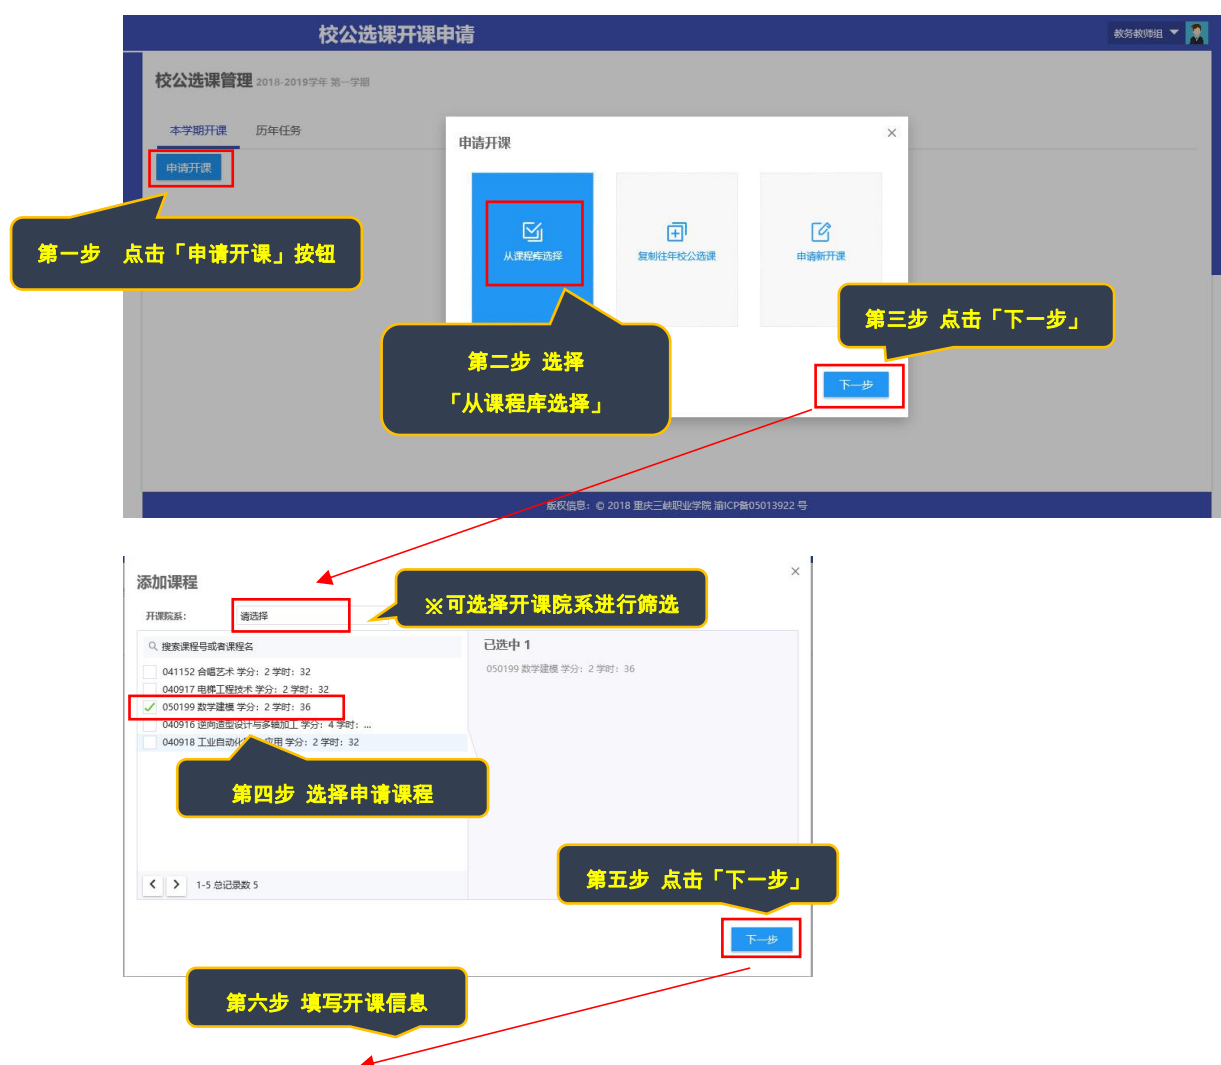 校公选课开课申请
教务教师组
校公选课管理 2018-2019学年 第一学期
本学期开课 历年任务
申请开课
申请开课
从课程库选择
复制往年校公选课
申请新开课
第一步 点击「申请开课」按钮
第二步 选择
「从课程库选择」
第三步 点击「下一步」
下一步
版权信息：© 2018 重庆三峡职业学院 渝ICP备05013922 号
添加课程
开课院系： 请选择
※可选择开课院系进行筛选
搜索课程号或者课程名
041152 合唱艺术 学分：2 学时：32
040917 电梯工程技术 学分：2 学时：32
050199 数学建模 学分：2 学时：36
040916 逆向造型设计与多轴加工 学分：4 学时：...
040918 工业自动化 应用 学分：2 学时：32
已选中 1
050199 数学建模 学分：2 学时：36
第四步 选择申请课程
1-5 总记录数 5
第五步 点击「下一步」
下一步
第六步 填写开课信息